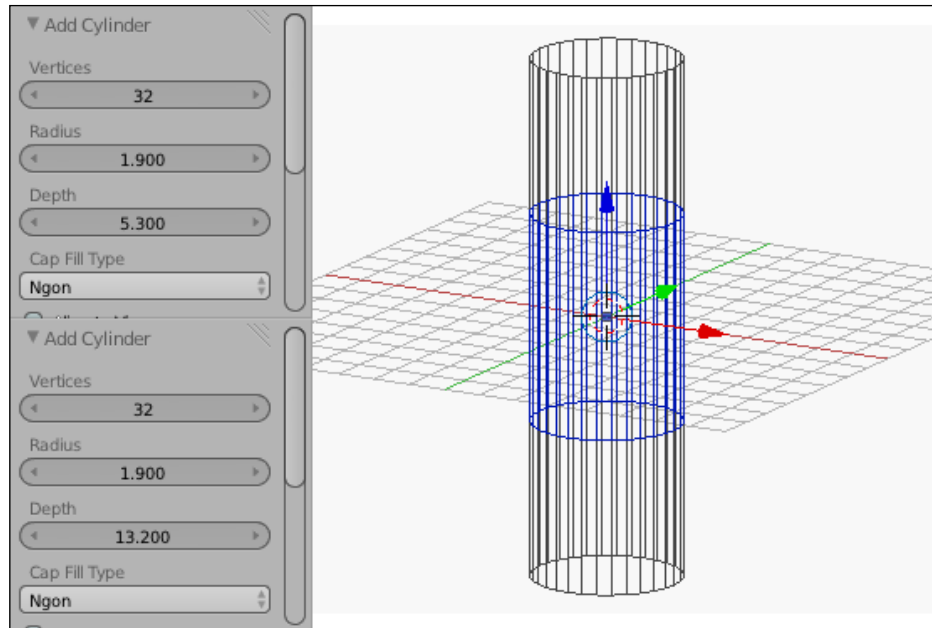 Add Cylinder
Vertices
32
Radius
1.900
Depth
5.300
Cap Fill Type
Ngon
Add Cylinder
Vertices
32
Radius
1.900
Depth
13.200
Cap Fill Type
Ngon